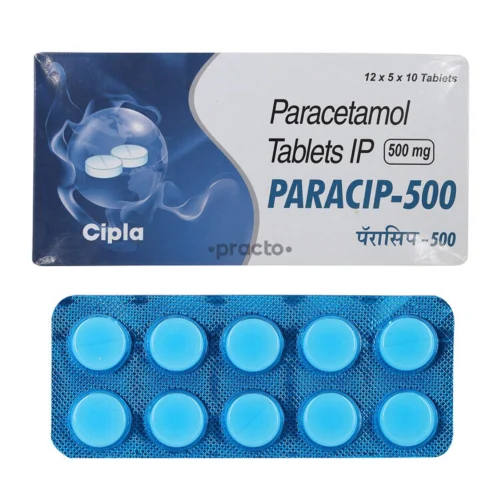 12 x 5 x 10 Tablets
Paracetamol
Tablets IP 500 mg
PARACIP-500
पॅरासिप - 500
Cipla
•practo•